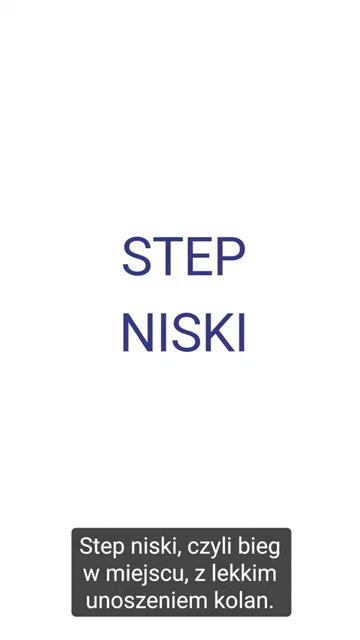 STEP
NISKI
Step niski, czyli bieg
w miejscu, z lekkim
unoszeniem kolan.